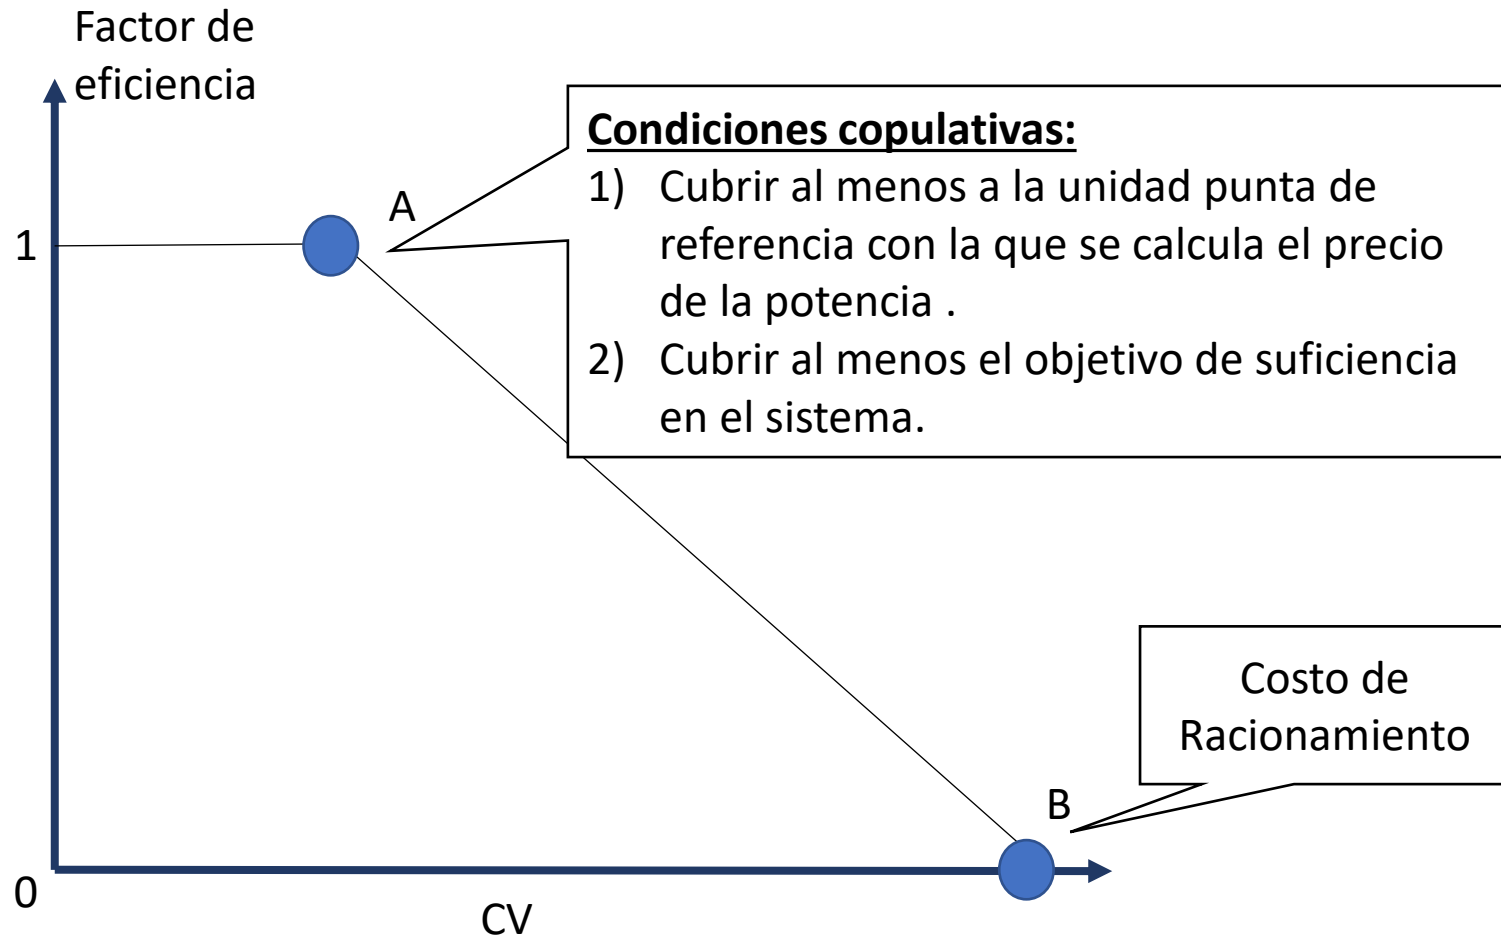 Factor de
eficiencia
Condiciones copulativas:
1) Cubrir al menos a la unidad punta de
referencia con la que se calcula el precio
de la potencia .
2) Cubrir al menos el objetivo de suficiencia
en el sistema.
A
1
Costo de
Racionamiento
B
0
CV